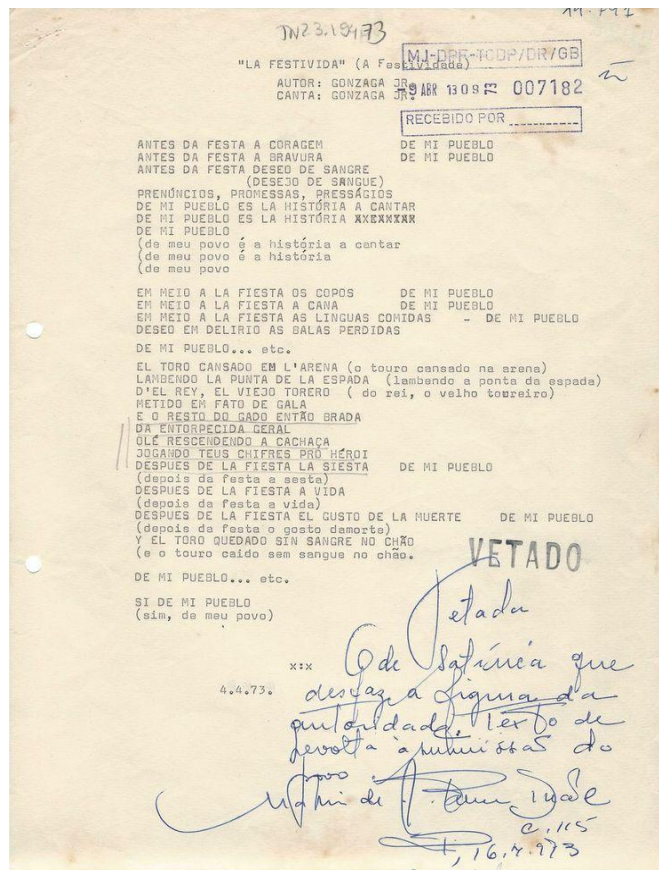 JN23.19473
"LA FESTIVIDA" (A Festividade)
MJ-DPF-TCDP/DR/GB
AUTOR: GONZAGA JR.
-9 ABR 1309 73 007182
CANTA: GONZAGA JR.
RECEBIDO POR
ANTES DA FESTA A CORAGEM DE MI PUEBLO
ANTES DA FESTA A BRAVURA DE MI PUEBLO
ANTES DA FESTA DESEO DE SANGRE
(DESEJO DE SANGUE)
PRENÚNCIOS, PROMESSAS, PRESSÁGIOS
DE MI PUEBLO ES LA HISTÓRIA A CANTAR
DE MI PUEBLO ES LA HISTÓRIA XXEXXXXR
DE MI PUEBLO
(de meu povo é a história a cantar
(de meu povo é a história
(de meu povo
EM MEIO A LA FIESTA OS COPOS DE MI PUEBLO
EM MEIO A LA FIESTA A CANA DE MI PUEBLO
EM MEIO A LA FIESTA AS LINGUAS COMIDAS - DE MI PUEBLO
DESEO EM DELIRIO AS BALAS PERDIDAS
DE MI PUEBLO... etc.
EL TORO CANSADO EM L'ARENA (o touro cansado na arena)
LAMBENDO LA PUNTA DE LA ESPADA (lambendo a ponta da espada)
D'EL REY, EL VIEJO TORERO ( do rei, o velho toureiro)
METIDO EM FATO DE GALA
E O RESTO DO GADO ENTÃO BRADA
DA ENTORPECIDA GERAL
OLÉ RESCENDENDO A CACHAÇA
JOGANDO TEUS CHIFRES PRÓ HERÓI
DESPUES DE LA FIESTA LA SIESTA DE MI PUEBLO
(depois da festa a sesta)
DESPUES DE LA FIESTA A VIDA
(depois da festa a vida)
DESPUES DE LA FIESTA EL GUSTO DE LA MUERTE DE MI PUEBLO
(depois da festa o gosto damorte)
Y EL TORO QUEDADO SIN SANGRE NO CHÃO
(e o touro caido sem sangue no chão.
VETADO
DE MI PUEBLO... etc.
SI DE MI PUEBLO
(sim, de meu povo)
Vetada
x:x
Ode Satírica que
4.4.73.
desfaz a figura da
autoridade. Texto de
revolta à submissão do
povo.
16.4.973